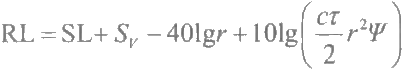 RL = SL + S_V − 40lgr + 10lg(cτ/2 r²Ψ)